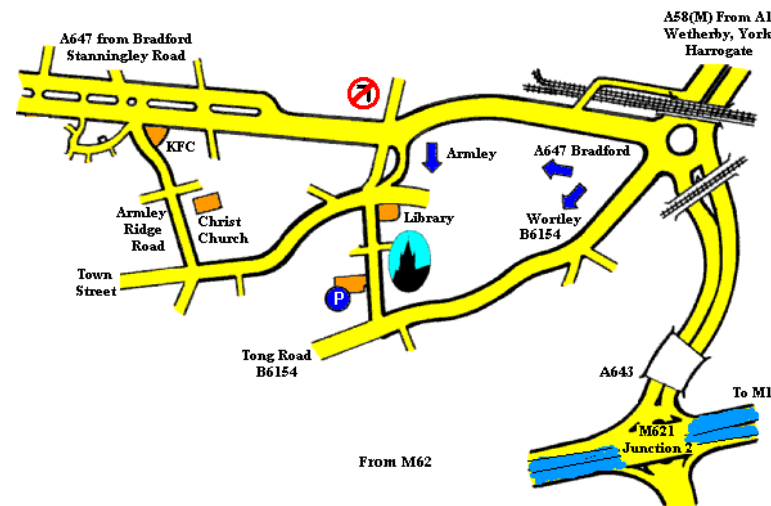 A58(M) From A1
Wetherby, York
Harrogate
A647 from Bradford
Stanningley Road
KFC
Armley
A647 Bradford
Armley
Ridge
Road
Christ
Church
Library
Wortley
B6154
Town
Street
P
Tong Road
B6154
A643
To M1
M621
Junction 2
From M62